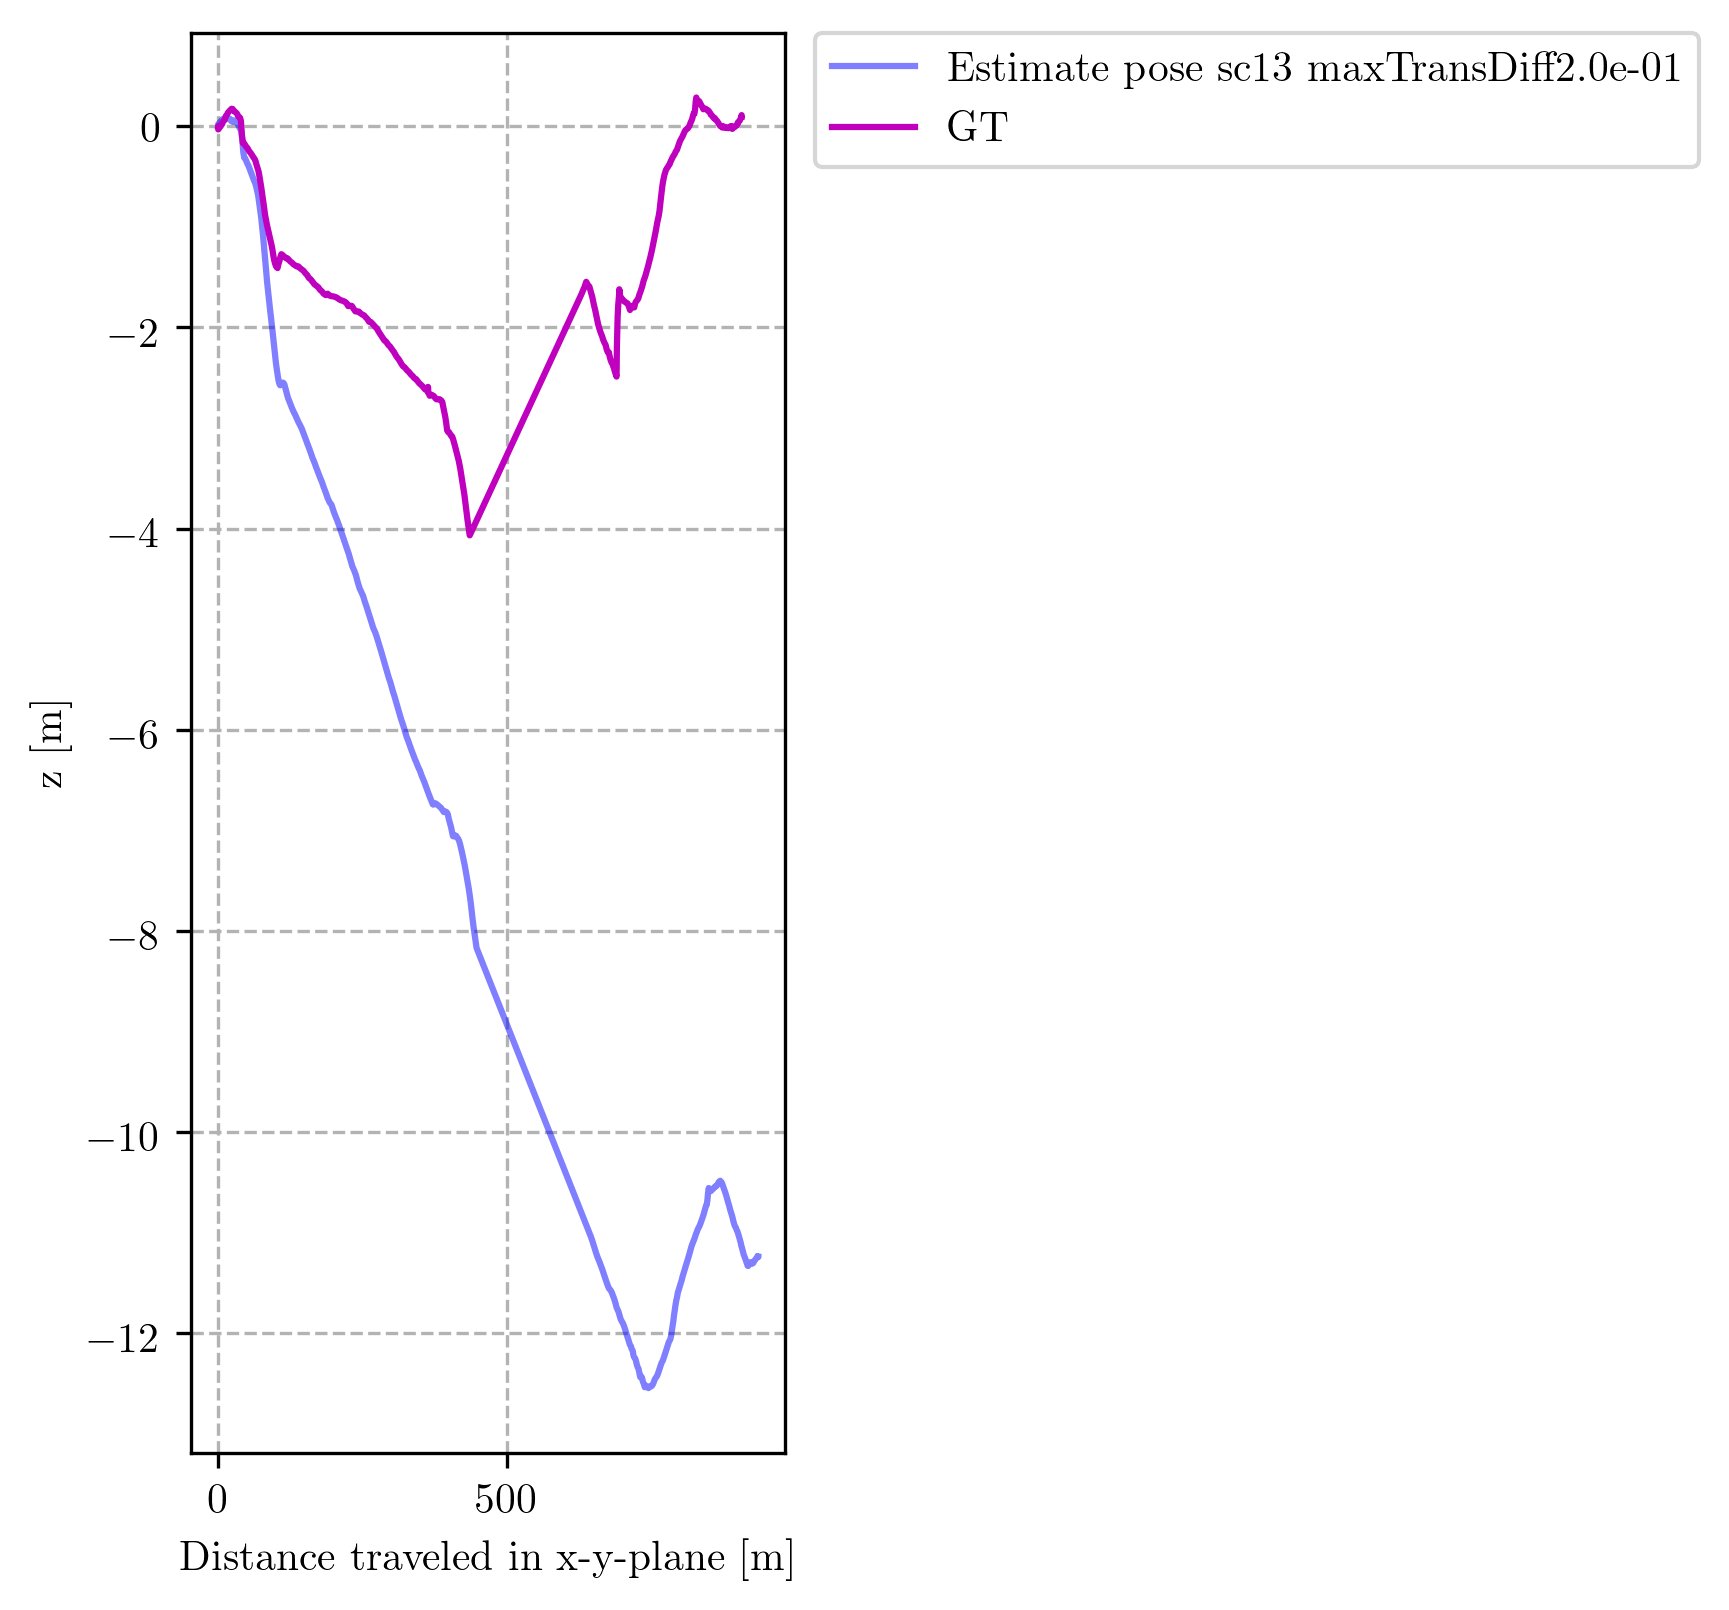 Estimate pose sc13 maxTransDiff2.0e-01
GT
0
−2
−4
−6
−8
−10
−12
z [m]
0 500
Distance traveled in x-y-plane [m]